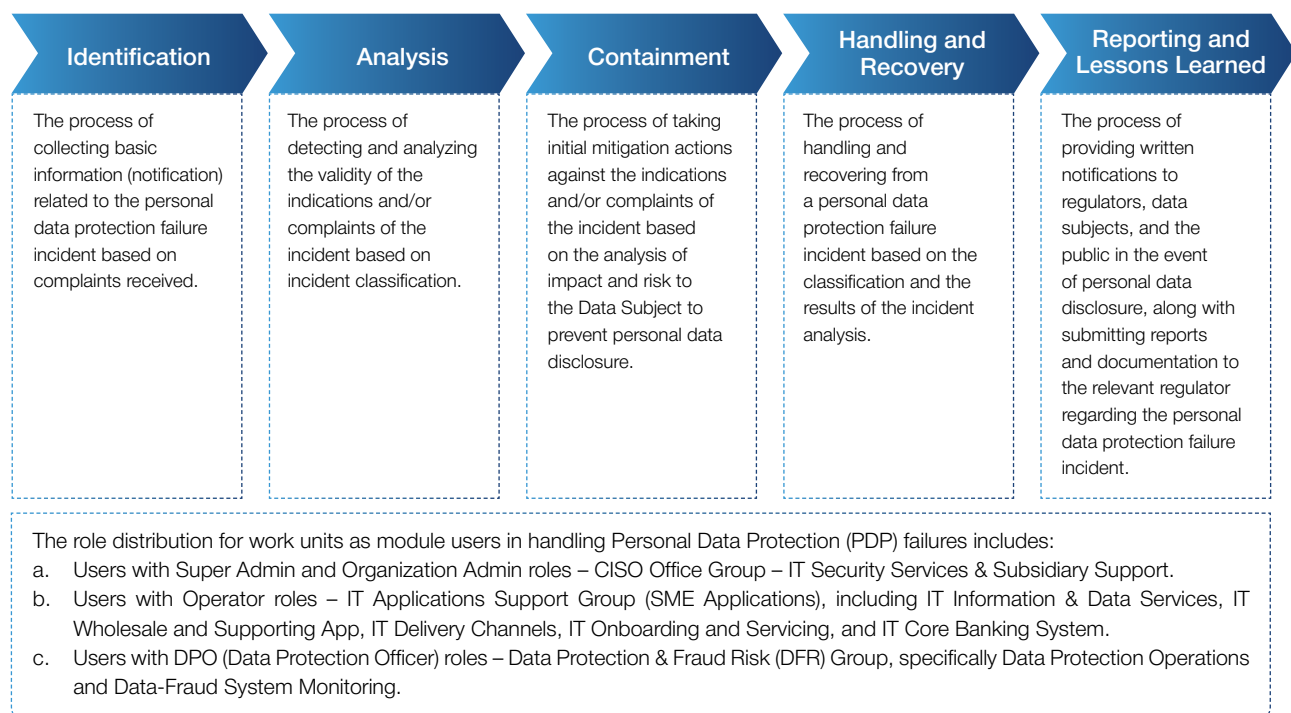 Identification
The process of
collecting basic
information (notification)
related to the personal
data protection failure
incident based on
complaints received.
Analysis
The process of
detecting and analyzing
the validity of the
indications and/or
complaints of the
incident based on
incident classification.
Containment
The process of taking
initial mitigation actions
against the indications
and/or complaints of
the incident based
on the analysis of
impact and risk to
the Data Subject to
prevent personal data
disclosure.
Handling and
Recovery
The process of
handling and
recovering from
a personal data
protection failure
incident based on the
classification and the
results of the incident
analysis.
Reporting and
Lessons Learned
The process of
providing written
notifications to
regulators, data
subjects, and the
public in the event
of personal data
disclosure, along with
submitting reports
and documentation to
the relevant regulator
regarding the personal
data protection failure
incident.
The role distribution for work units as module users in handling Personal Data Protection (PDP) failures includes:
a. Users with Super Admin and Organization Admin roles – CISO Office Group – IT Security Services & Subsidiary Support.
b. Users with Operator roles – IT Applications Support Group (SME Applications), including IT Information & Data Services, IT
Wholesale and Supporting App, IT Delivery Channels, IT Onboarding and Servicing, and IT Core Banking System.
c. Users with DPO (Data Protection Officer) roles – Data Protection & Fraud Risk (DFR) Group, specifically Data Protection Operations
and Data-Fraud System Monitoring.